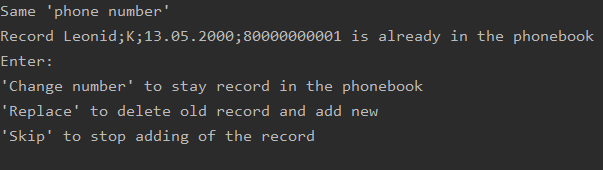 Same 'phone number'
Record Leonid;K;13.05.2000;80000000001 is already in the phonebook
Enter:
'Change number' to stay record in the phonebook
'Replace' to delete old record and add new
'Skip' to stop adding of the record